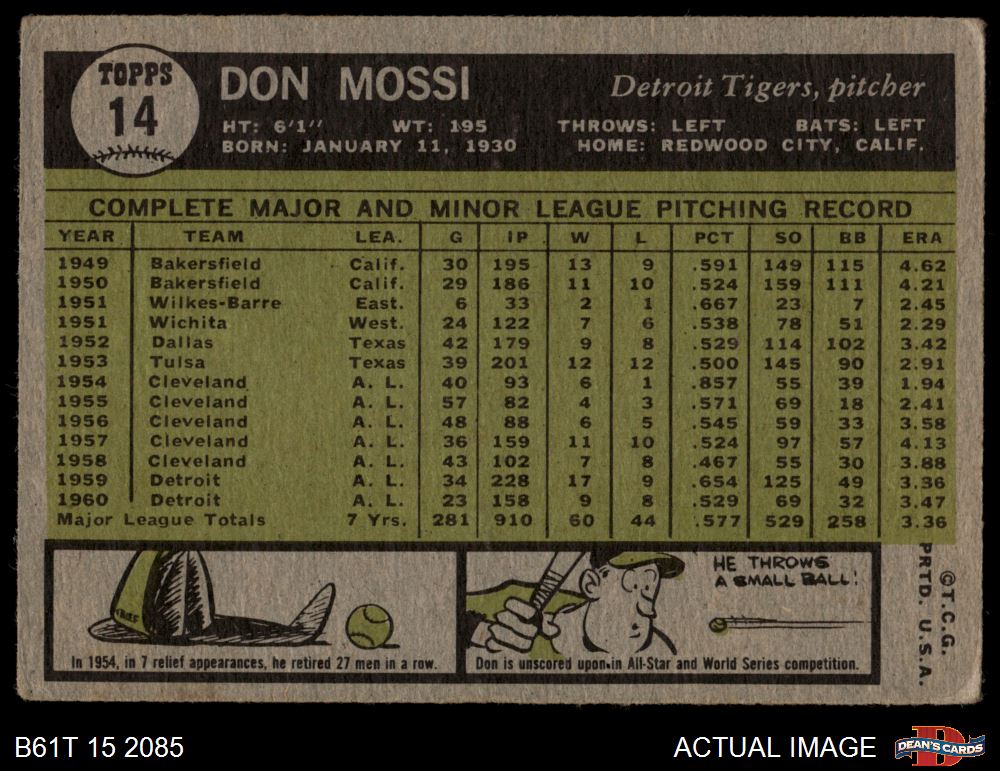 TOPPS
14
DON MOSSI
Detroit Tigers, pitcher
HT: 6'1" WT: 195 THROWS: LEFT BATS: LEFT
BORN: JANUARY 11, 1930 HOME: REDWOOD CITY, CALIF.
COMPLETE MAJOR AND MINOR LEAGUE PITCHING RECORD
YEAR TEAM LEA. G IP W L PCT SO BB ERA
1949 Bakersfield Calif. 30 195 13 9 .591 149 115 4.62
1950 Bakersfield Calif. 29 186 11 10 .524 159 111 4.21
1951 Wilkes-Barre East. 6 33 2 1 .667 23 7 2.45
1951 Wichita West. 24 122 7 6 .538 78 51 2.29
1952 Dallas Texas 42 179 9 8 .529 114 102 3.42
1953 Tulsa Texas 39 201 12 12 .500 145 90 2.91
1954 Cleveland A. L. 40 93 6 1 .857 55 39 1.94
1955 Cleveland A. L. 57 82 4 3 .571 69 18 2.41
1956 Cleveland A. L. 48 88 6 5 .545 59 33 3.58
1957 Cleveland A. L. 36 159 11 10 .524 97 57 4.13
1958 Cleveland A. L. 43 102 7 8 .467 55 30 3.88
1959 Detroit A. L. 34 228 17 9 .654 125 49 3.36
1960 Detroit A. L. 23 158 9 8 .529 69 32 3.47
Major League Totals 7 Yrs. 281 910 60 44 .577 529 258 3.36
In 1954, in 7 relief appearances, he retired 27 men in a row.
HE THROWS
A SMALL BALL!
Don is unscored upon in All-Star and World Series competition.
©T.C.G.
PRTD. U.S.A.
B61T 15 2085
ACTUAL IMAGE
DEAN'S CARDS